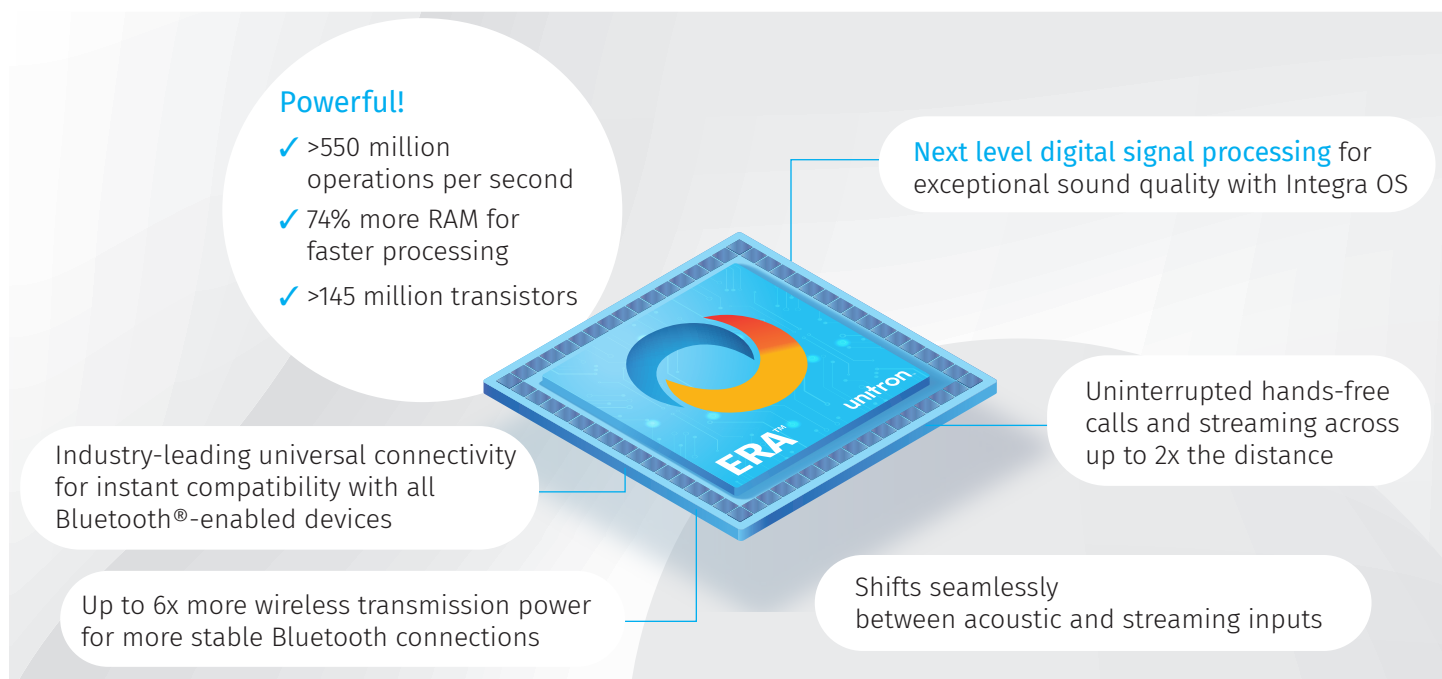 Powerful!
✓ >550 million
operations per second
✓ 74% more RAM for
faster processing
✓ >145 million transistors
Next level digital signal processing for
exceptional sound quality with Integra OS
Uninterrupted hands-free
calls and streaming across
up to 2x the distance
ERA™
unitron™
Industry-leading universal connectivity
for instant compatibility with all
Bluetooth®-enabled devices
Up to 6x more wireless transmission power
for more stable Bluetooth connections
Shifts seamlessly
between acoustic and streaming inputs